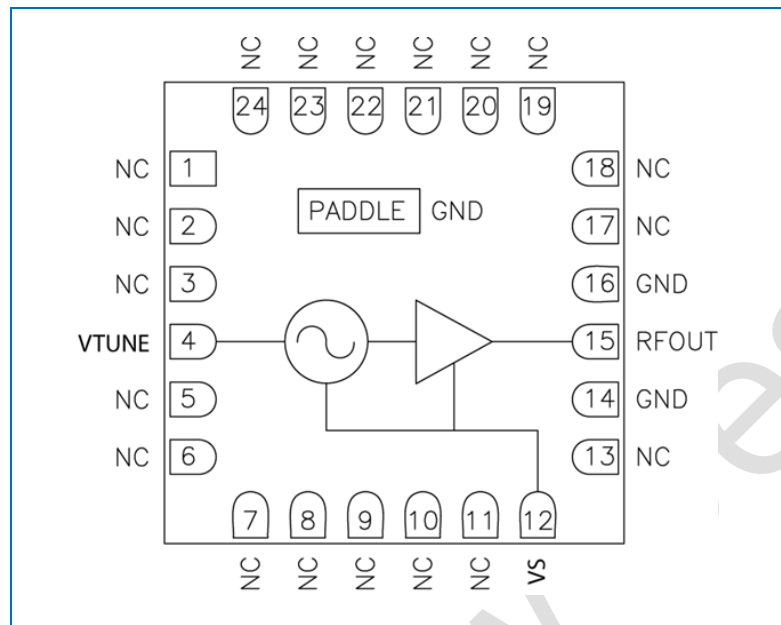 NC NC NC NC NC NC
24 23 22 21 20 19
NC 1 18 NC
PADDLE GND
NC 2 17 NC
NC 3 16 GND
VTUNE 4 15 RFOUT
NC 5 14 GND
NC 6 13 NC
7 8 9 10 11 12
NC NC NC NC NC VS